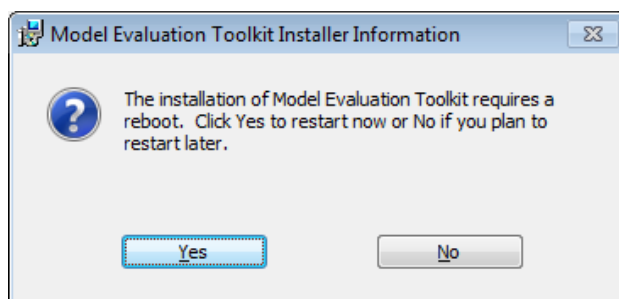 Model Evaluation Toolkit Installer Information
The installation of Model Evaluation Toolkit requires a
reboot.  Click Yes to restart now or No if you plan to
restart later.
Yes
No